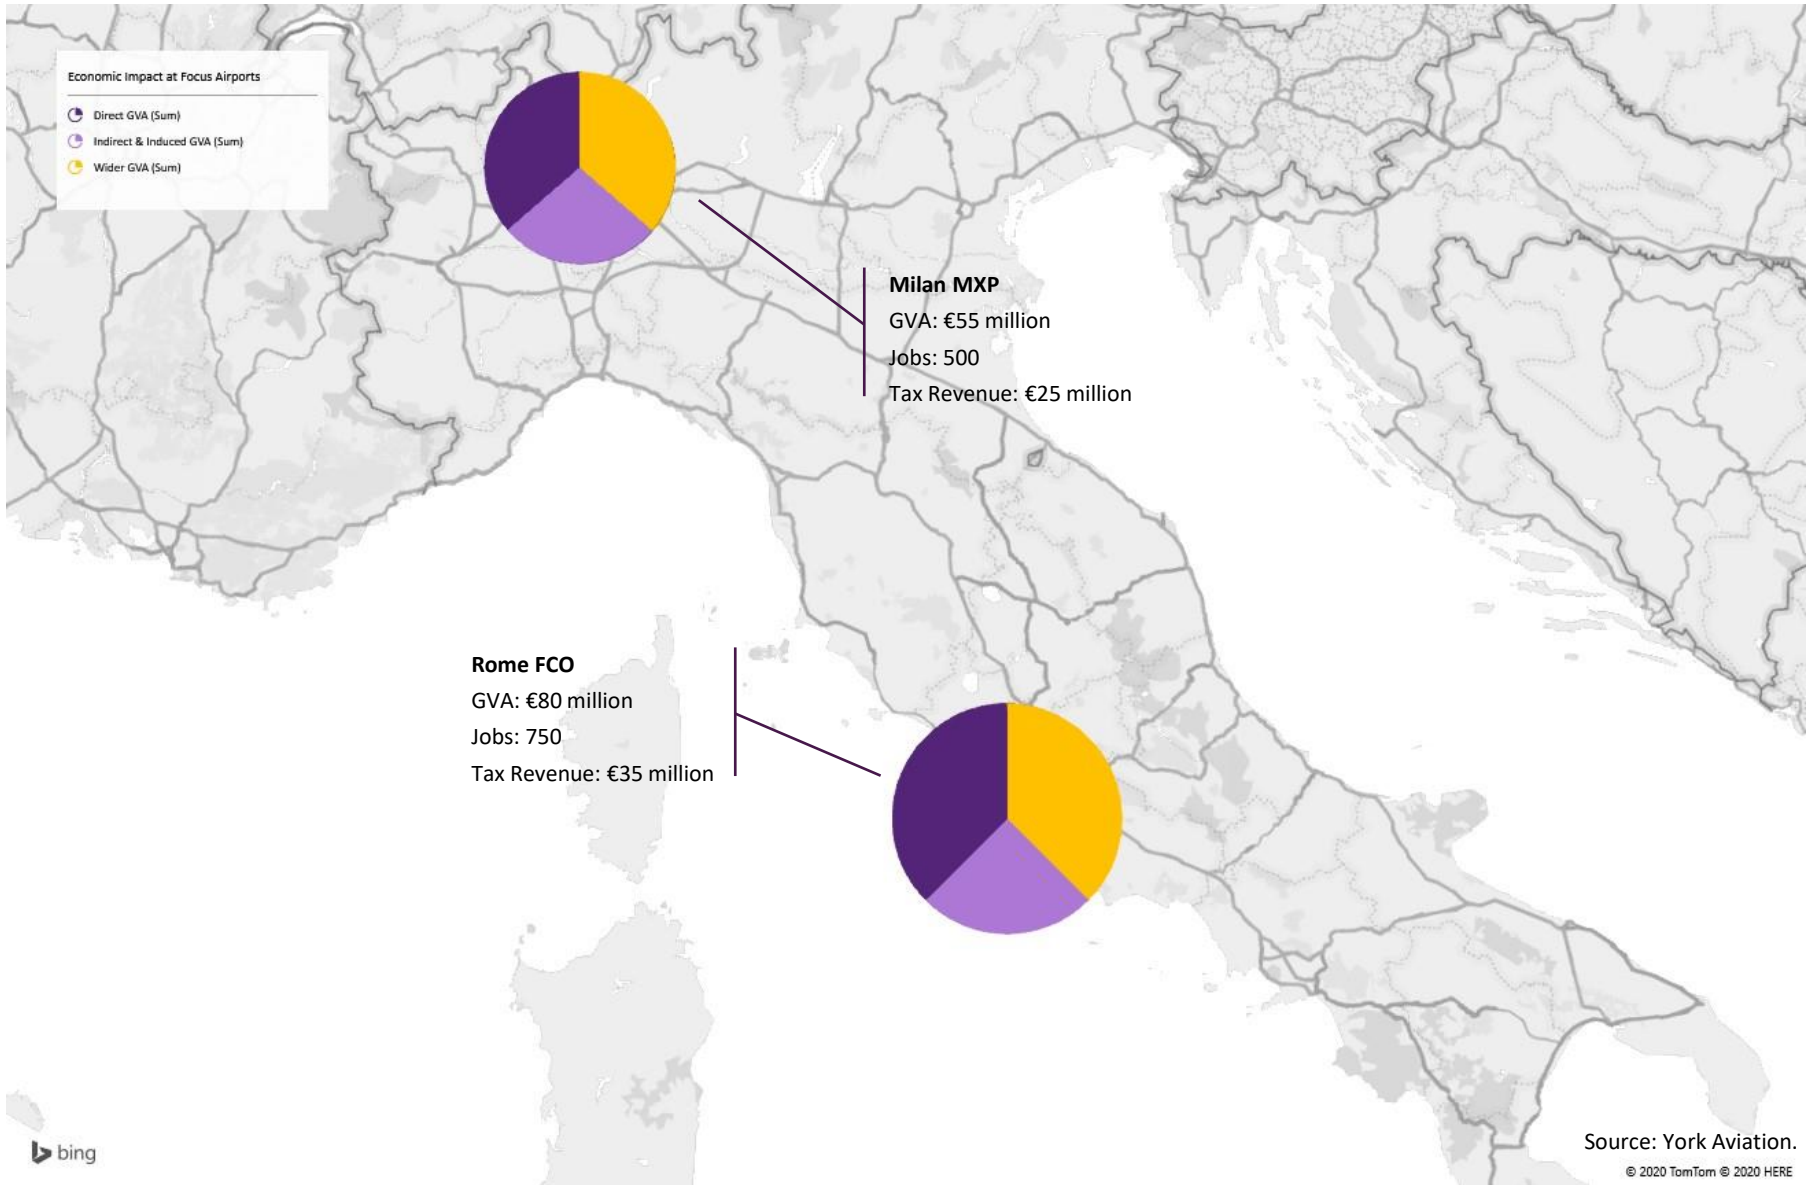 Economic Impact at Focus Airports
Direct GVA (Sum)
Indirect & Induced GVA (Sum)
Wider GVA (Sum)
Milan MXP
GVA: €55 million
Jobs: 500
Tax Revenue: €25 million
Rome FCO
GVA: €80 million
Jobs: 750
Tax Revenue: €35 million
bing
Source: York Aviation.
© 2020 TomTom © 2020 HERE